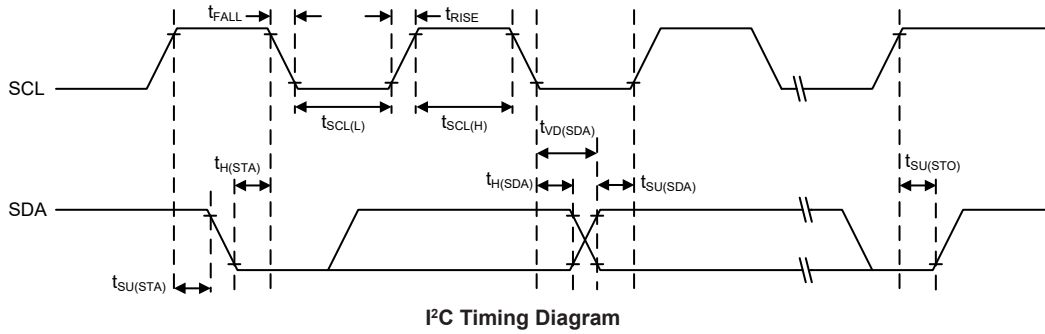 tFALL
tRISE
SCL
tSCL(L)
tSCL(H)
tVD(SDA)
tH(STA)
tH(SDA)
tSU(SDA)
tSU(STO)
SDA
tSU(STA)
I²C Timing Diagram